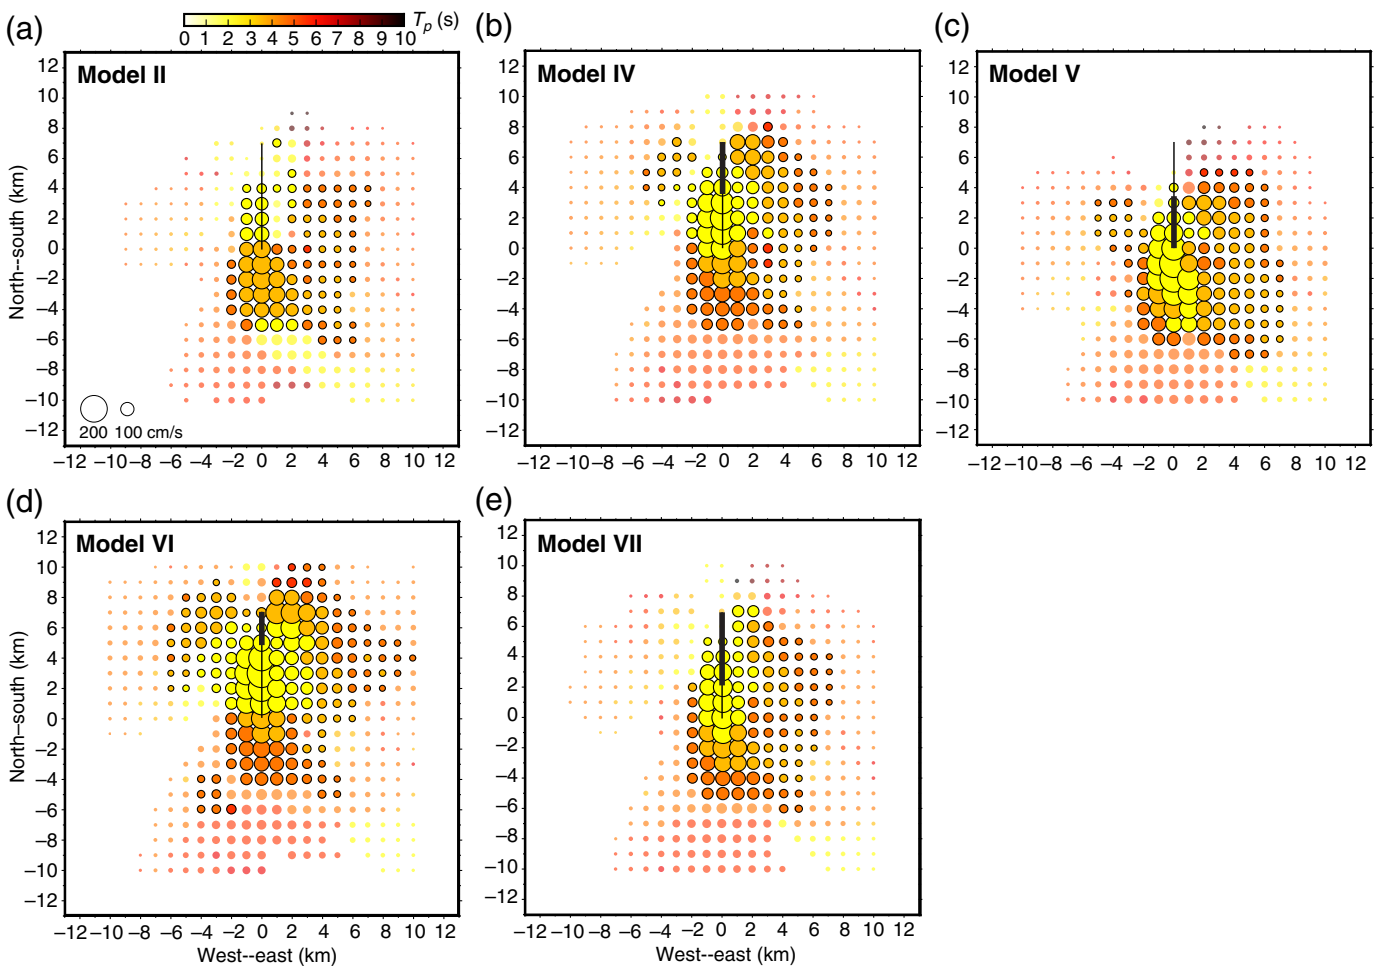 (a)
T_p (s)
0 1 2 3 4 5 6 7 8 9 10
(b)
(c)
Model II
12
10
8
6
4
2
0
−2
−4
−6
−8
−10
−12
North--south (km)
200 100 cm/s
−12 −10 −8 −6 −4 −2 0 2 4 6 8 10 12
Model IV
12
10
8
6
4
2
0
−2
−4
−6
−8
−10
−12
−12 −10 −8 −6 −4 −2 0 2 4 6 8 10 12
Model V
12
10
8
6
4
2
0
−2
−4
−6
−8
−10
−12
−12 −10 −8 −6 −4 −2 0 2 4 6 8 10 12
(d)
(e)
Model VI
12
10
8
6
4
2
0
−2
−4
−6
−8
−10
−12
North–south (km)
−12 −10 −8 −6 −4 −2 0 2 4 6 8 10 12
West--east (km)
Model VII
12
10
8
6
4
2
0
−2
−4
−6
−8
−10
−12
−12 −10 −8 −6 −4 −2 0 2 4 6 8 10 12
West--east (km)